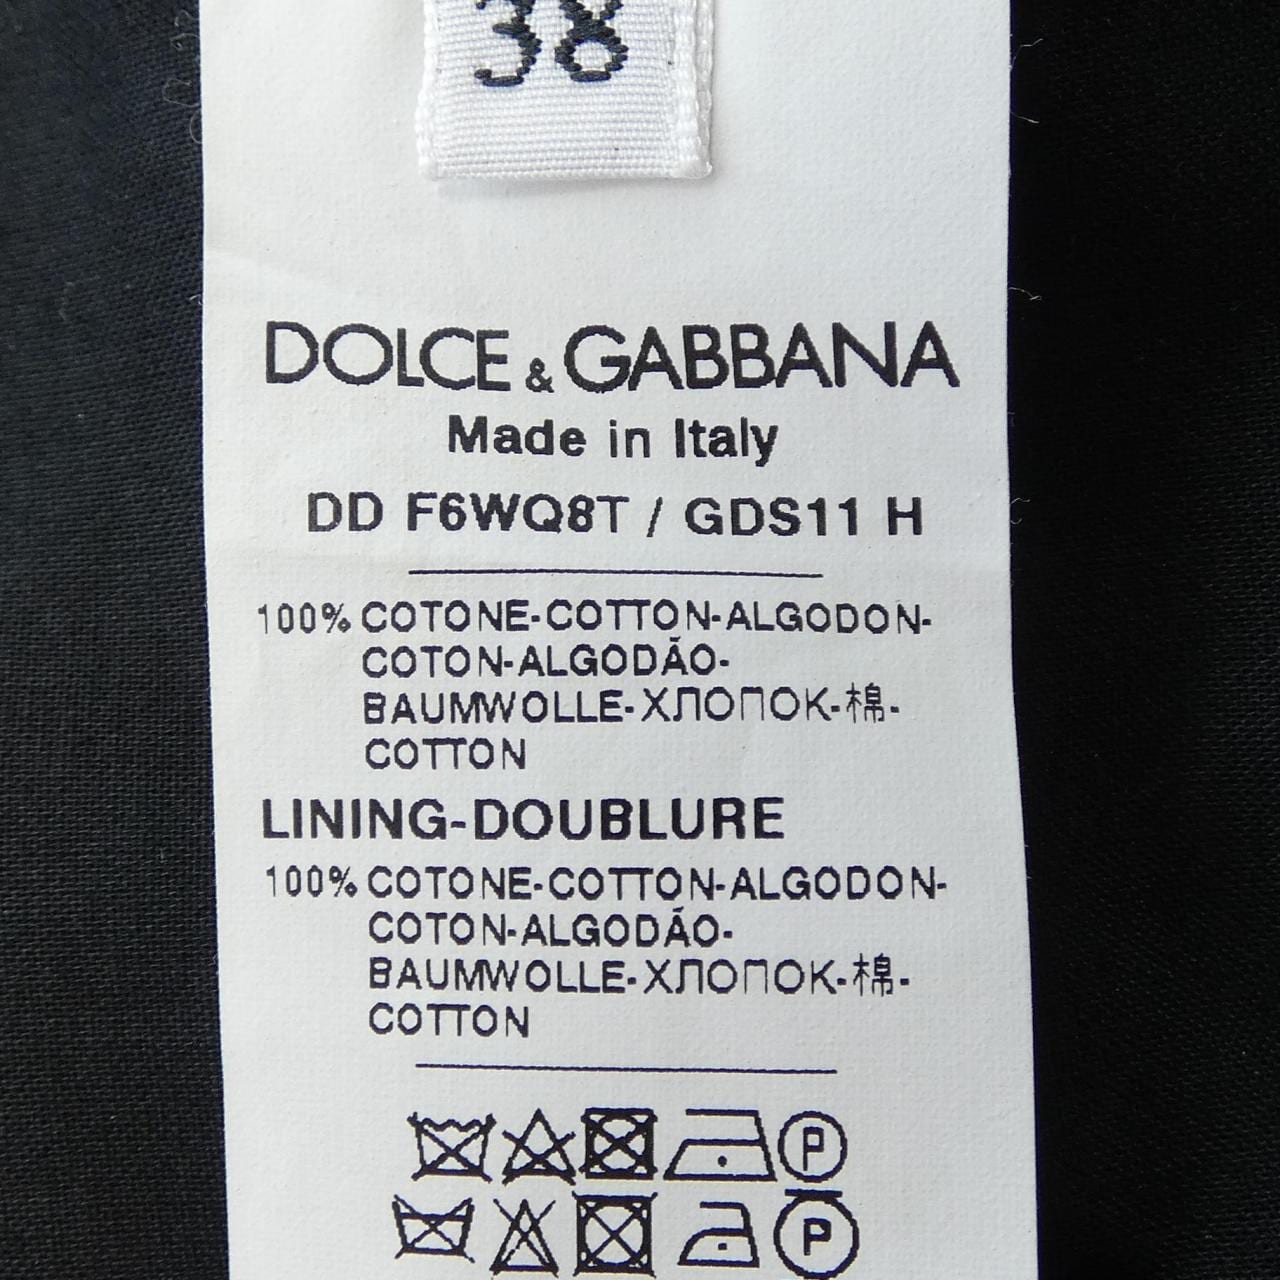 38
DOLCE & GABBANA
Made in Italy
DD F6WQ8T / GDS11 H
100% COTONE-COTTON-ALGODON-
COTON-ALGODÃO-
BAUMWOLLE-ХЛОПОК-棉-
COTTON
LINING-DOUBLURE
100% COTONE-COTTON-ALGODON-
COTON-ALGODÃO-
BAUMWOLLE-ХЛОПОК-棉-
COTTON
P
P